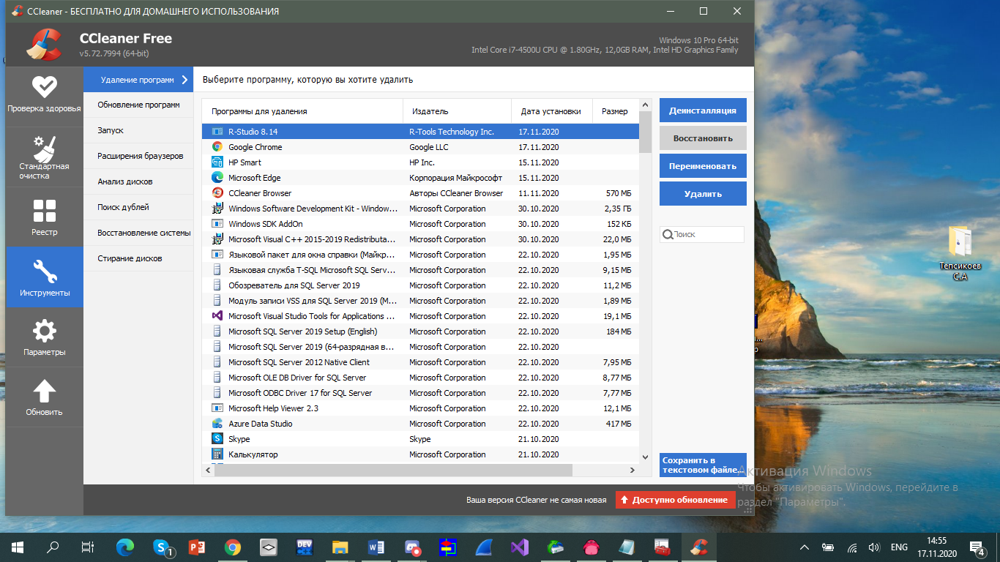 CCleaner - БЕСПЛАТНО ДЛЯ ДОМАШНЕГО ИСПОЛЬЗОВАНИЯ
CCleaner Free
v5.72.7994 (64-bit)
Windows 10 Pro 64-bit
Intel Core i7-4500U CPU @ 1.80GHz, 12,0GB RAM, Intel HD Graphics Family
Проверка здоровья
Стандартная
очистка
Реестр
Инструменты
Параметры
Обновить
Удаление программ
Обновление программ
Запуск
Расширения браузеров
Анализ дисков
Поиск дублей
Восстановление системы
Стирание дисков
Выберите программу, которую вы хотите удалить
Программы для удаления Издатель Дата установки Размер
R-Studio 8.14 R-Tools Technology Inc. 17.11.2020
Google Chrome Google LLC 17.11.2020
HP Smart HP Inc. 15.11.2020
Microsoft Edge Корпорация Майкрософт 15.11.2020
CCleaner Browser Авторы CCleaner Browser 11.11.2020 570 МБ
Windows Software Development Kit - Window... Microsoft Corporation 30.10.2020 2,35 ГБ
Windows SDK AddOn Microsoft Corporation 30.10.2020 152 КБ
Microsoft Visual C++ 2015-2019 Redistributa... Microsoft Corporation 30.10.2020 22,0 МБ
Языковой пакет для окна справки (Майкр... Microsoft Corporation 22.10.2020 1,95 МБ
Языковая служба T-SQL Microsoft SQL Serv... Microsoft Corporation 22.10.2020 9,15 МБ
Обозреватель для SQL Server 2019 Microsoft Corporation 22.10.2020 11,2 МБ
Модуль записи VSS для SQL Server 2019 (M... Microsoft Corporation 22.10.2020 1,89 МБ
Microsoft Visual Studio Tools for Applications ... Microsoft Corporation 22.10.2020 19,1 МБ
Microsoft SQL Server 2019 Setup (English) Microsoft Corporation 22.10.2020 184 МБ
Microsoft SQL Server 2019 (64-разрядная в... Microsoft Corporation 22.10.2020
Microsoft SQL Server 2012 Native Client Microsoft Corporation 22.10.2020 7,95 МБ
Microsoft OLE DB Driver for SQL Server Microsoft Corporation 22.10.2020 8,77 МБ
Microsoft ODBC Driver 17 for SQL Server Microsoft Corporation 22.10.2020 7,77 МБ
Microsoft Help Viewer 2.3 Microsoft Corporation 22.10.2020 12,1 МБ
Azure Data Studio Microsoft Corporation 22.10.2020 417 МБ
Skype Skype 21.10.2020
Калькулятор Microsoft Corporation 21.10.2020
Деинсталляция
Восстановить
Переименовать
Удалить
Поиск
Сохранить в
текстовом файле...
Ваша версия CCleaner не самая новая
Доступно обновление
Тепсикоев
С.А
Активация Windows
Чтобы активировать Windows, перейдите в
раздел "Параметры".
1
DEV
ENG
14:55
17.11.2020
4